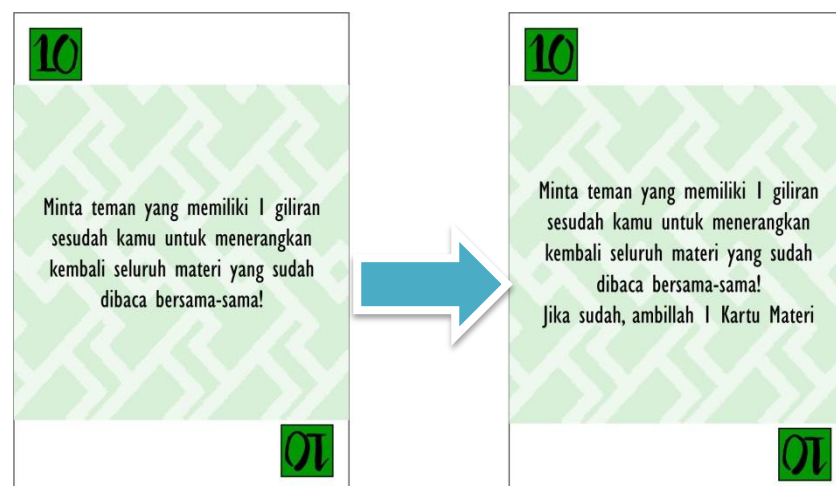 10
Minta teman yang memiliki 1 giliran
sesudah kamu untuk menerangkan
kembali seluruh materi yang sudah
dibaca bersama-sama!
10
10
Minta teman yang memiliki 1 giliran
sesudah kamu untuk menerangkan
kembali seluruh materi yang sudah
dibaca bersama-sama!
Jika sudah, ambillah 1 Kartu Materi
10